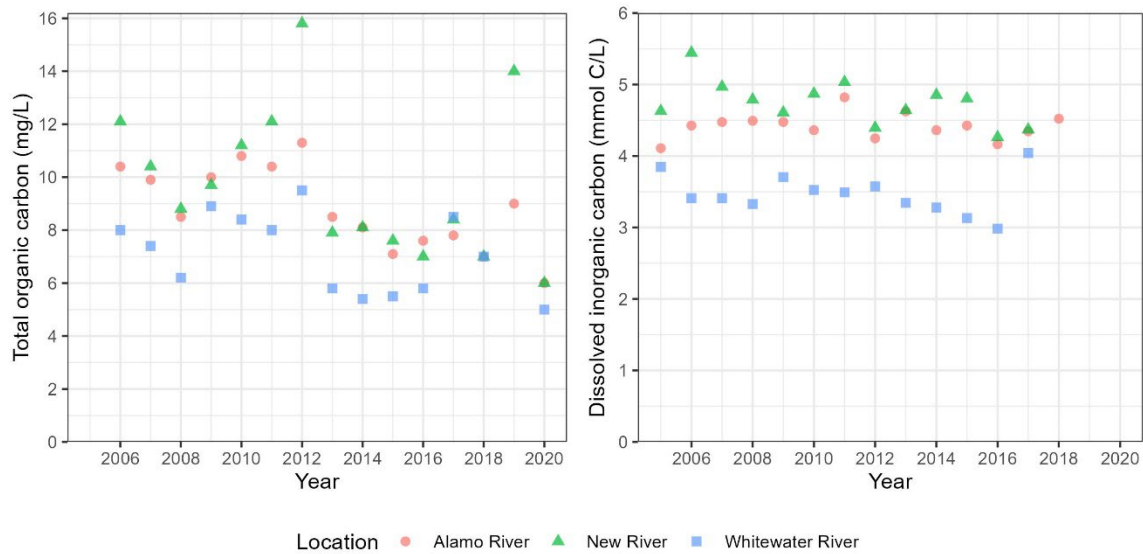 Total organic carbon (mg/L)
16
14
12
10
8
6
4
2
0
2006 2008 2010 2012 2014 2016 2018 2020
Year
Dissolved inorganic carbon (mmol C/L)
6
5
4
3
2
1
0
2006 2008 2010 2012 2014 2016 2018 2020
Year
Location Alamo River New River Whitewater River